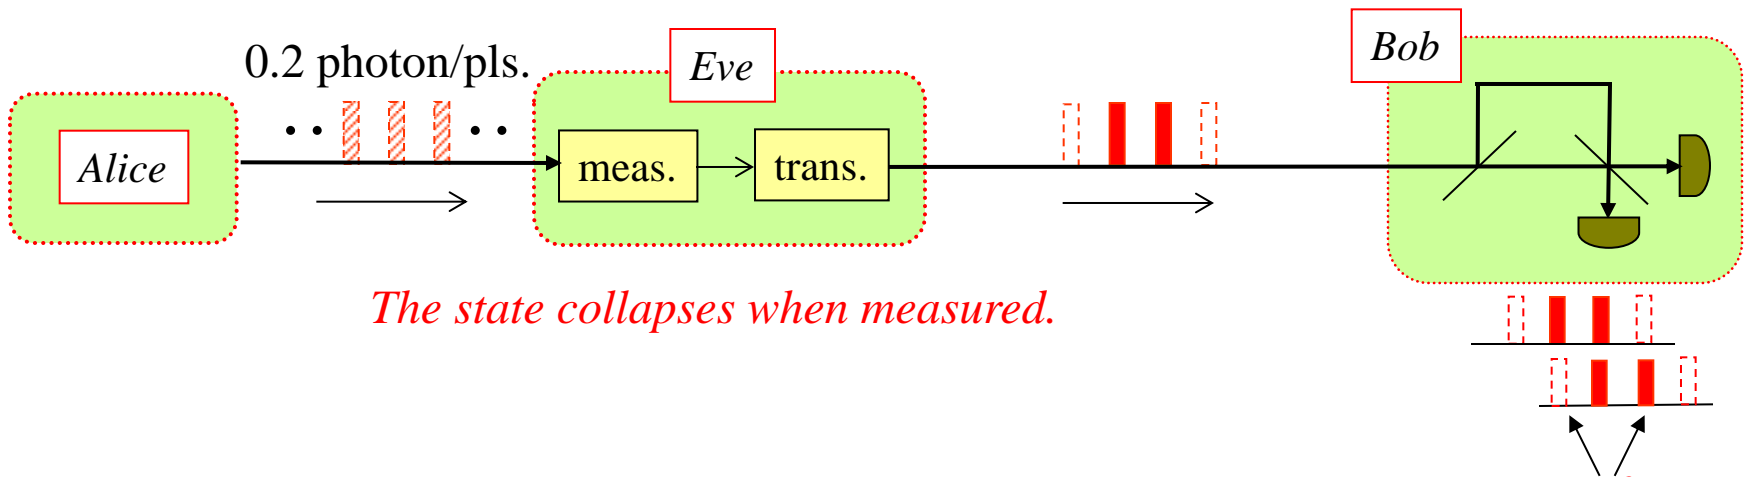 Bob
0.2 photon/pls.
Eve
Alice
meas.
trans.
The state collapses when measured.